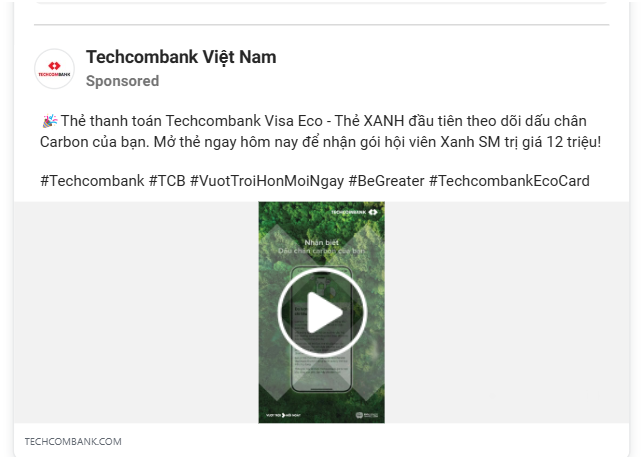 Techcombank Việt Nam
TECHCOMBANK
Sponsored
🎉 Thẻ thanh toán Techcombank Visa Eco - Thẻ XANH đầu tiên theo dõi dấu chân
Carbon của bạn. Mở thẻ ngay hôm nay để nhận gói hội viên Xanh SM trị giá 12 triệu!
#Techcombank #TCB #VuotTroiHonMoiNgay #BeGreater #TechcombankEcoCard
TECHCOMBANK
Nhận biết
Dấu chân carbon của bạn
VƯỢT TRỘI MỖI NGÀY
TECHCOMBANK.COM